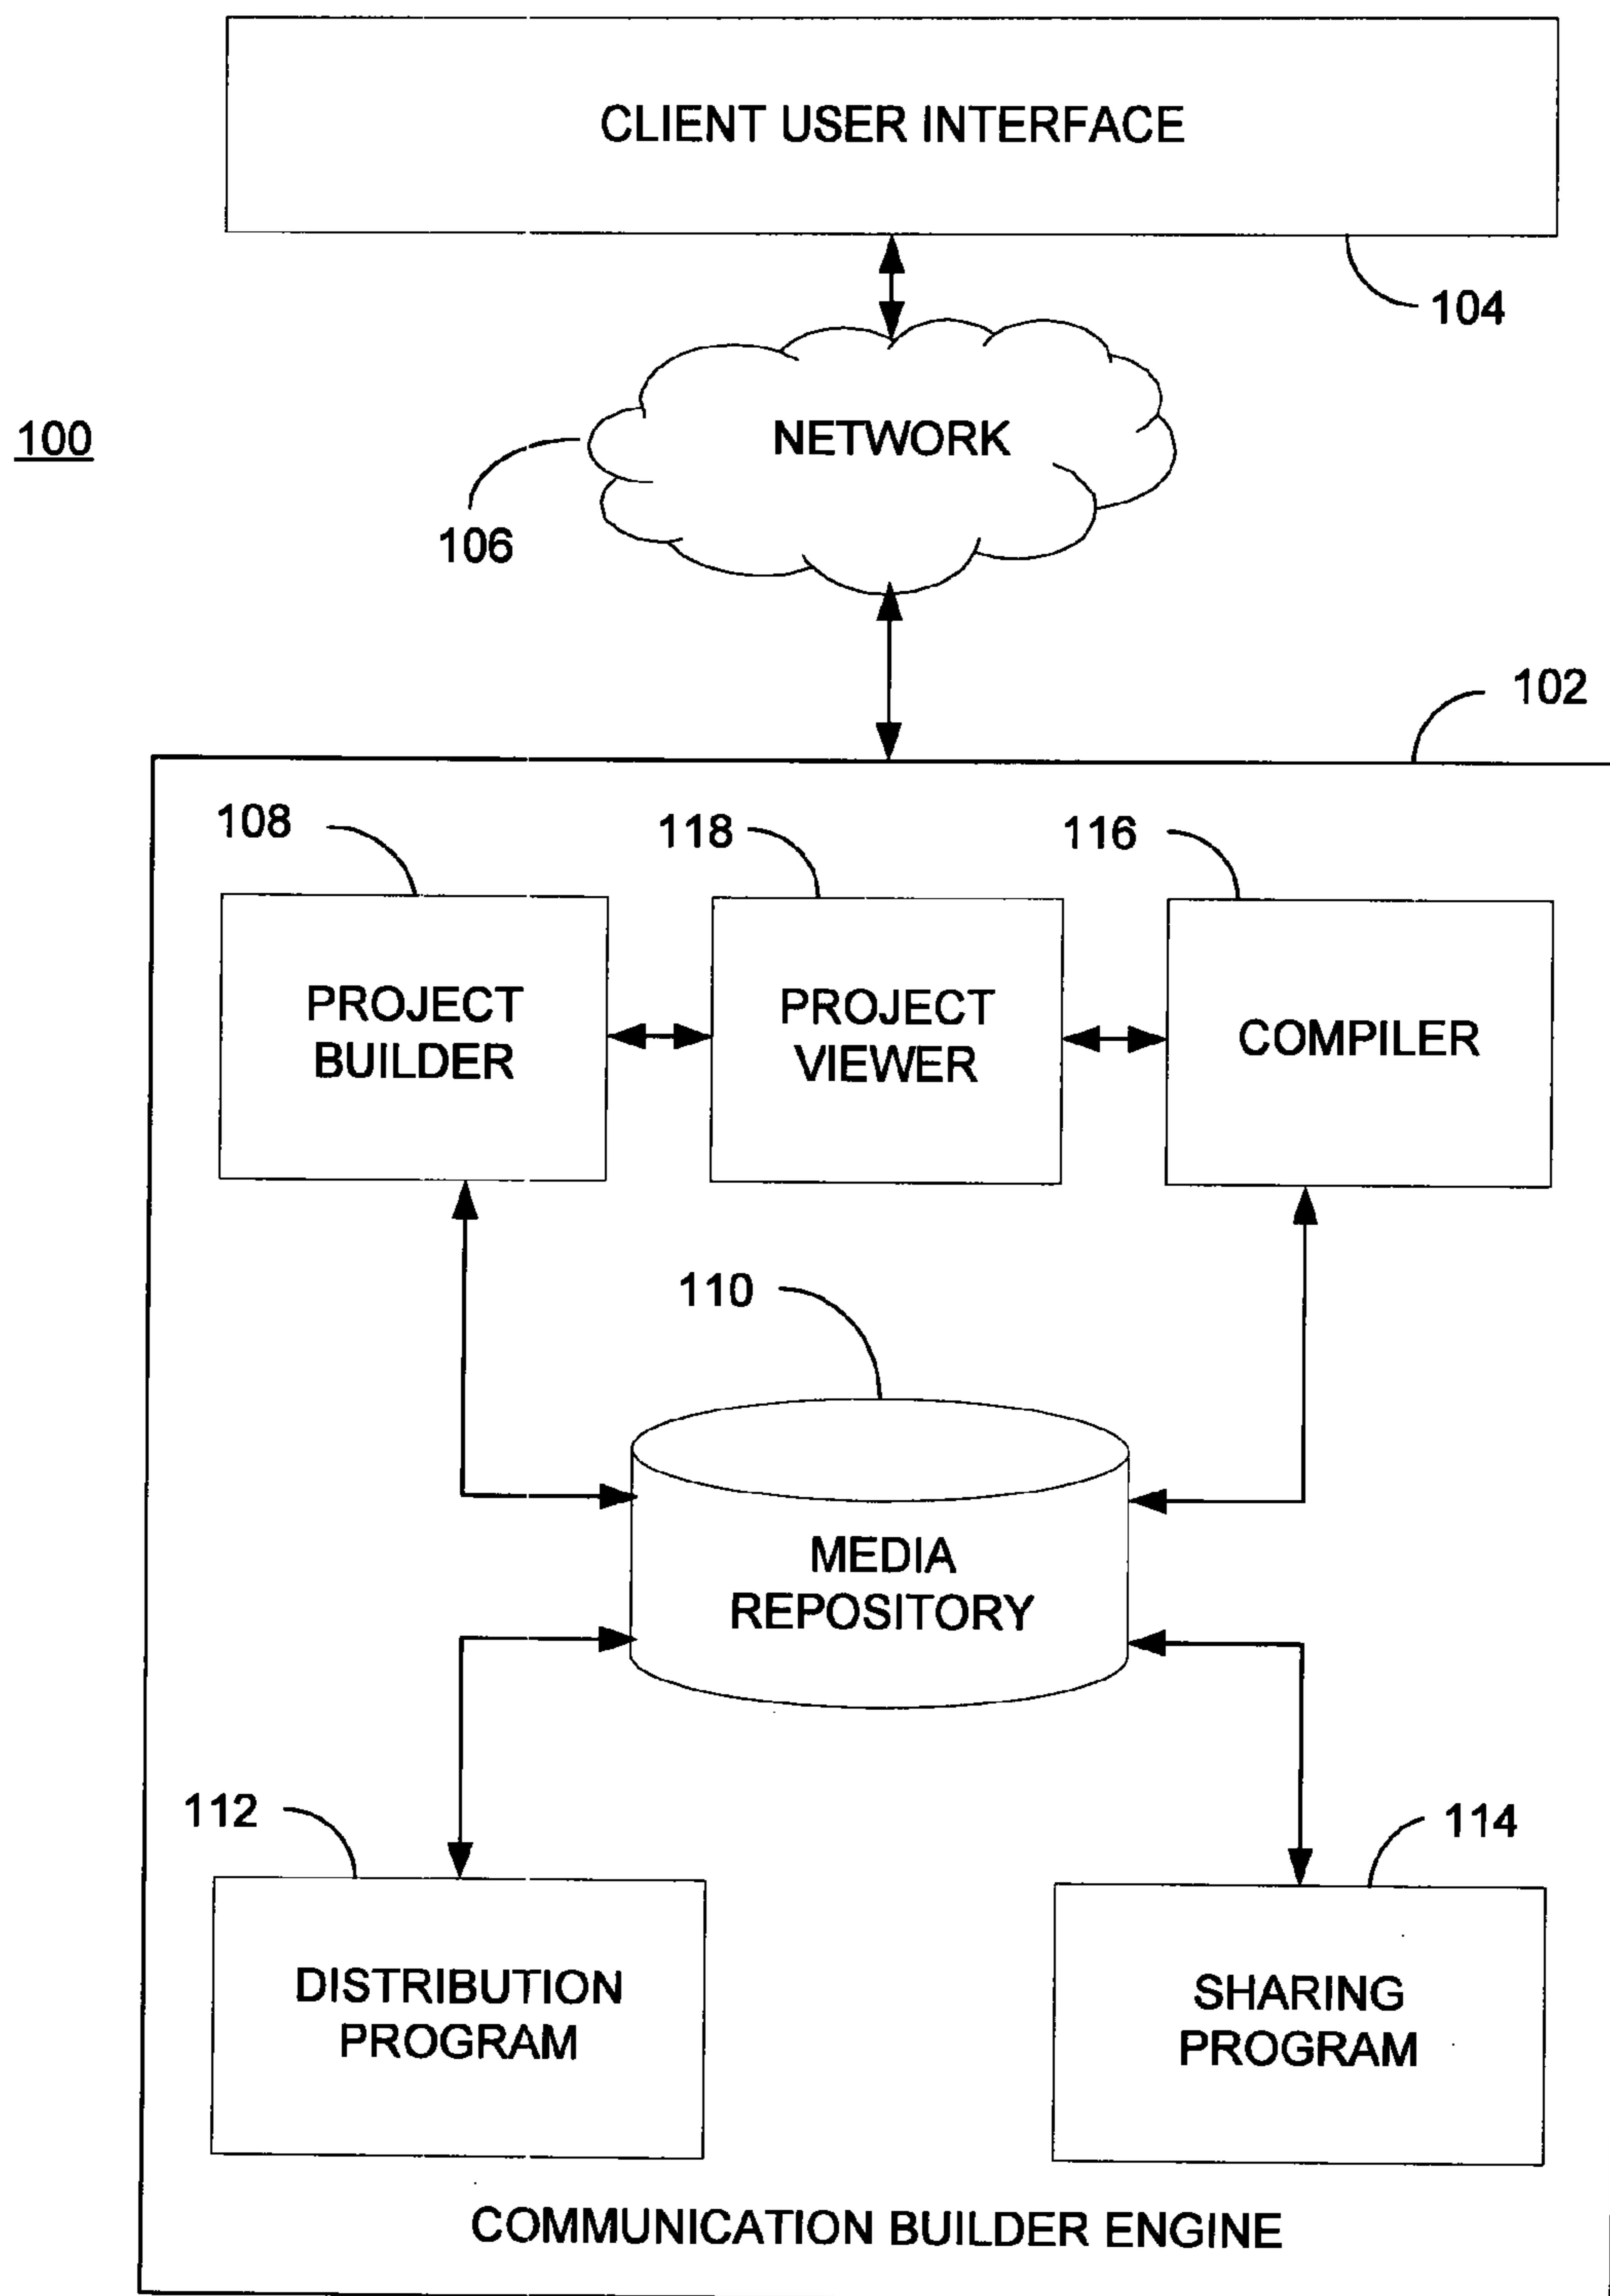 CLIENT USER INTERFACE
104
NETWORK
100
106
102
108
118
116
PROJECT
BUILDER
PROJECT
VIEWER
COMPILER
110
MEDIA
REPOSITORY
112
114
DISTRIBUTION
PROGRAM
SHARING
PROGRAM
COMMUNICATION BUILDER ENGINE